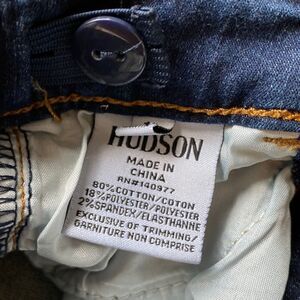 HUDSON
MADE IN
CHINA
RN#140977
80%COTTON/COTON
18%POLYESTER/POLYESTER
2%SPANDEX/ELASTHANNE
EXCLUSIVE OF TRIMMING/
GARNITURE NON COMPRISE